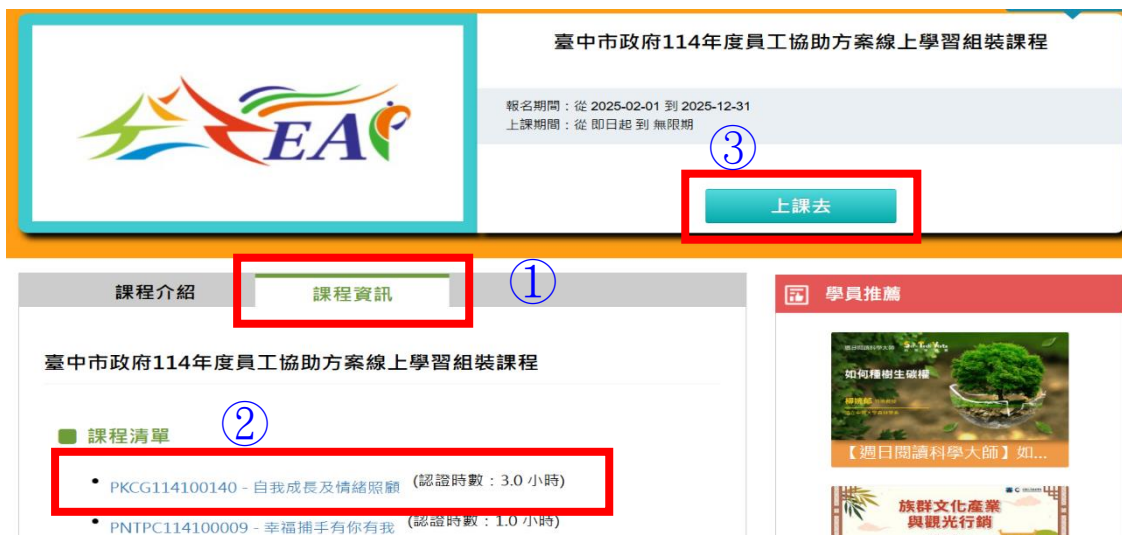 臺中市政府114年度員工協助方案線上學習組裝課程
EAP
報名期間：從 2025-02-01 到 2025-12-31
上課期間：從 即日起 到 無限期
③
上課去
課程介紹
課程資訊
①
臺中市政府114年度員工協助方案線上學習組裝課程
課程清單
②
PKCG114100140 - 自我成長及情緒照顧 (認證時數：3.0 小時)
PNTPC114100009 - 幸福捕手有你有我 (認證時數：1.0 小時)
學員推薦
如何種樹生碳權
【週日閱讀科學大師】如...
族群文化產業
與觀光行銷